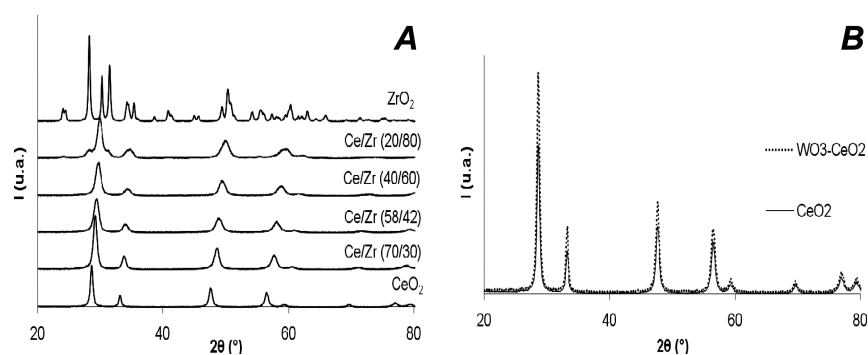 A
I (u.a.)
ZrO2
Ce/Zr (20/80)
Ce/Zr (40/60)
Ce/Zr (58/42)
Ce/Zr (70/30)
CeO2
20 40 60 80
2θ (°)
B
I (u.a.)
WO3-CeO2
CeO2
20 40 60 80
2θ (°)